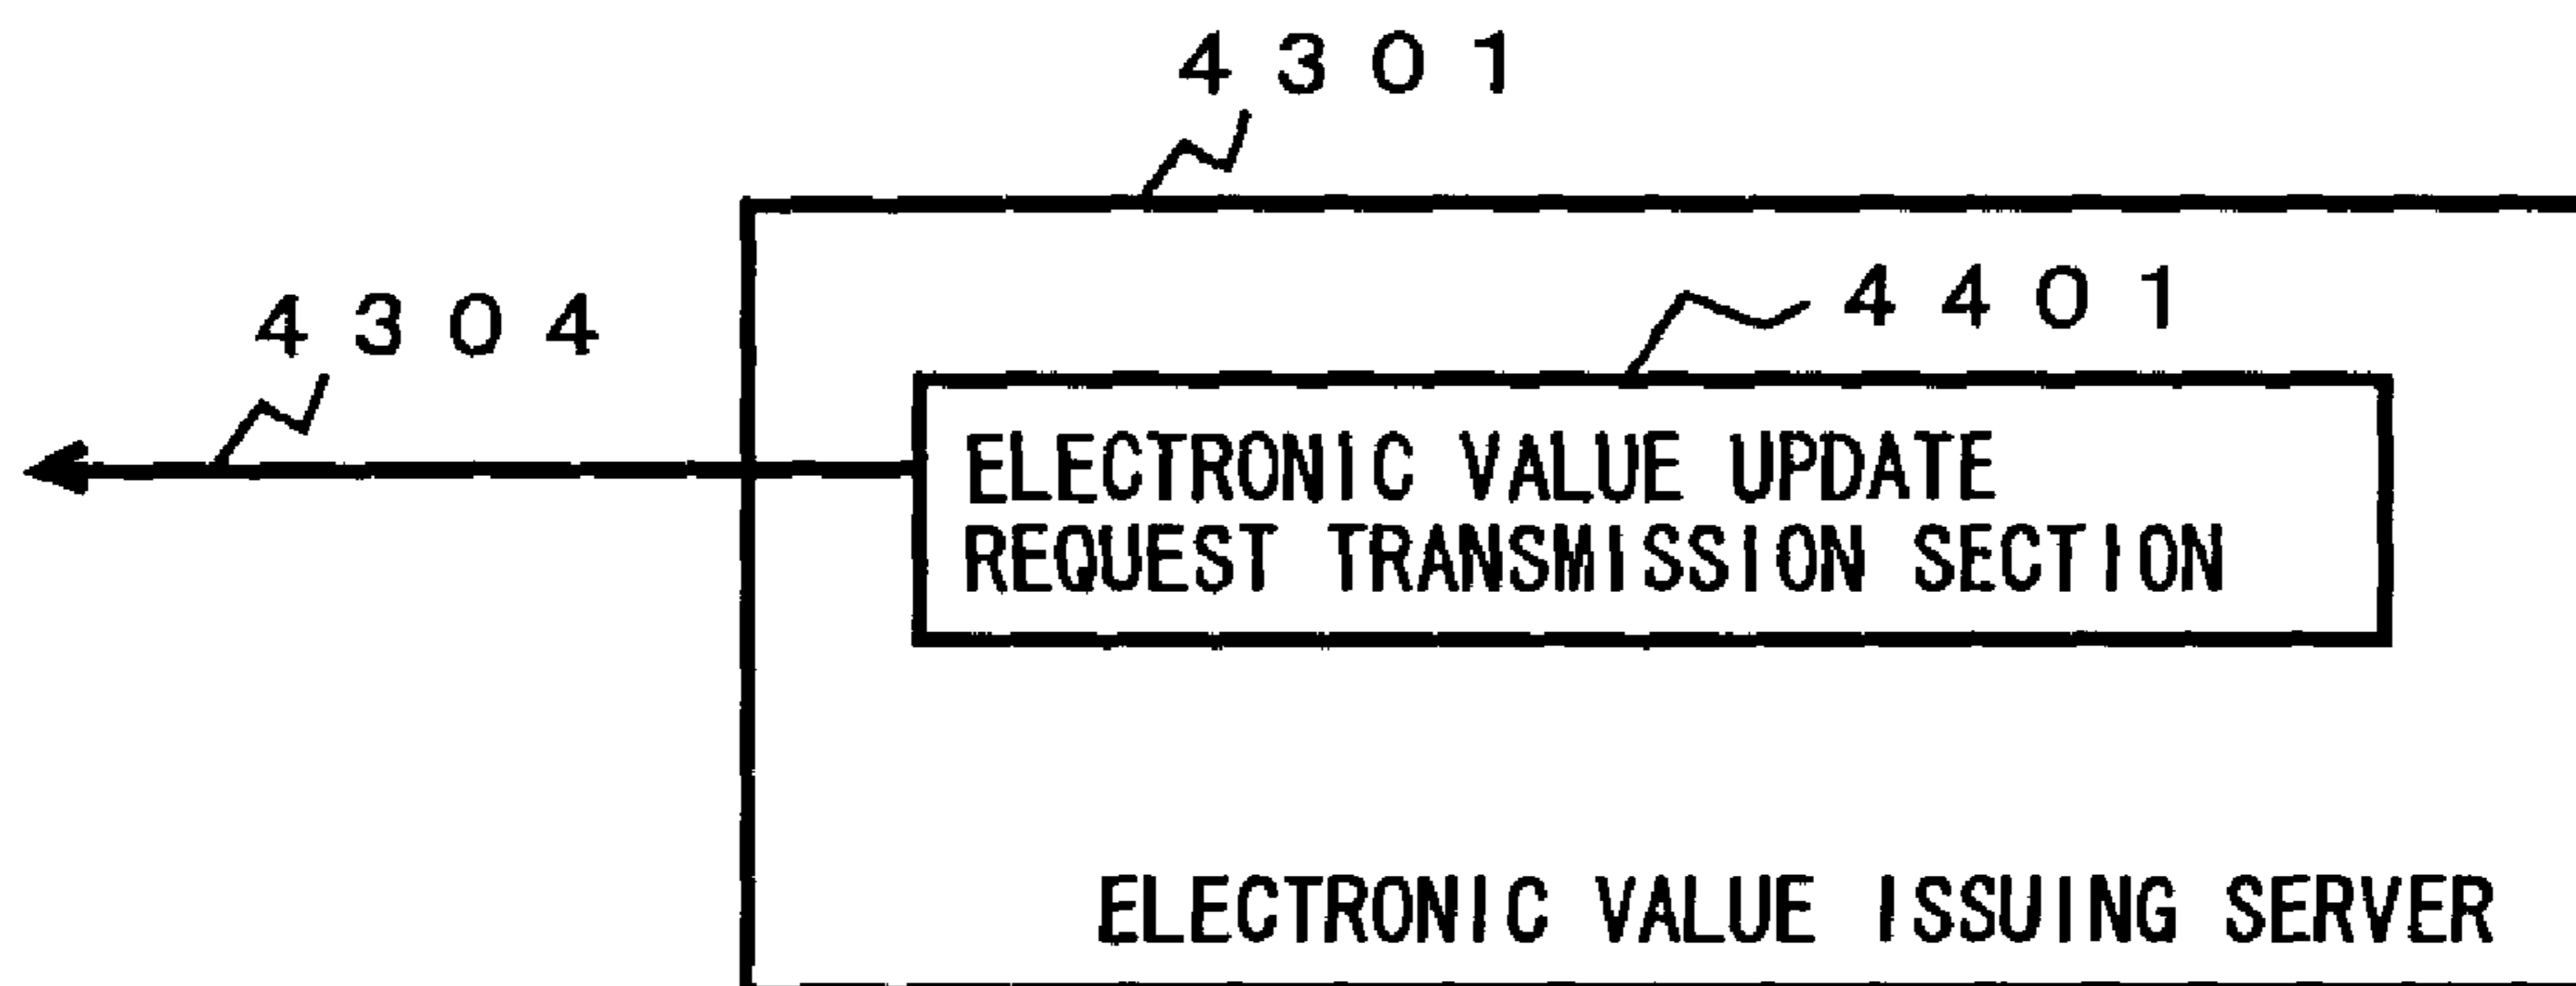 4301
4401
4304
ELECTRONIC VALUE UPDATE
REQUEST TRANSMISSION SECTION
ELECTRONIC VALUE ISSUING SERVER